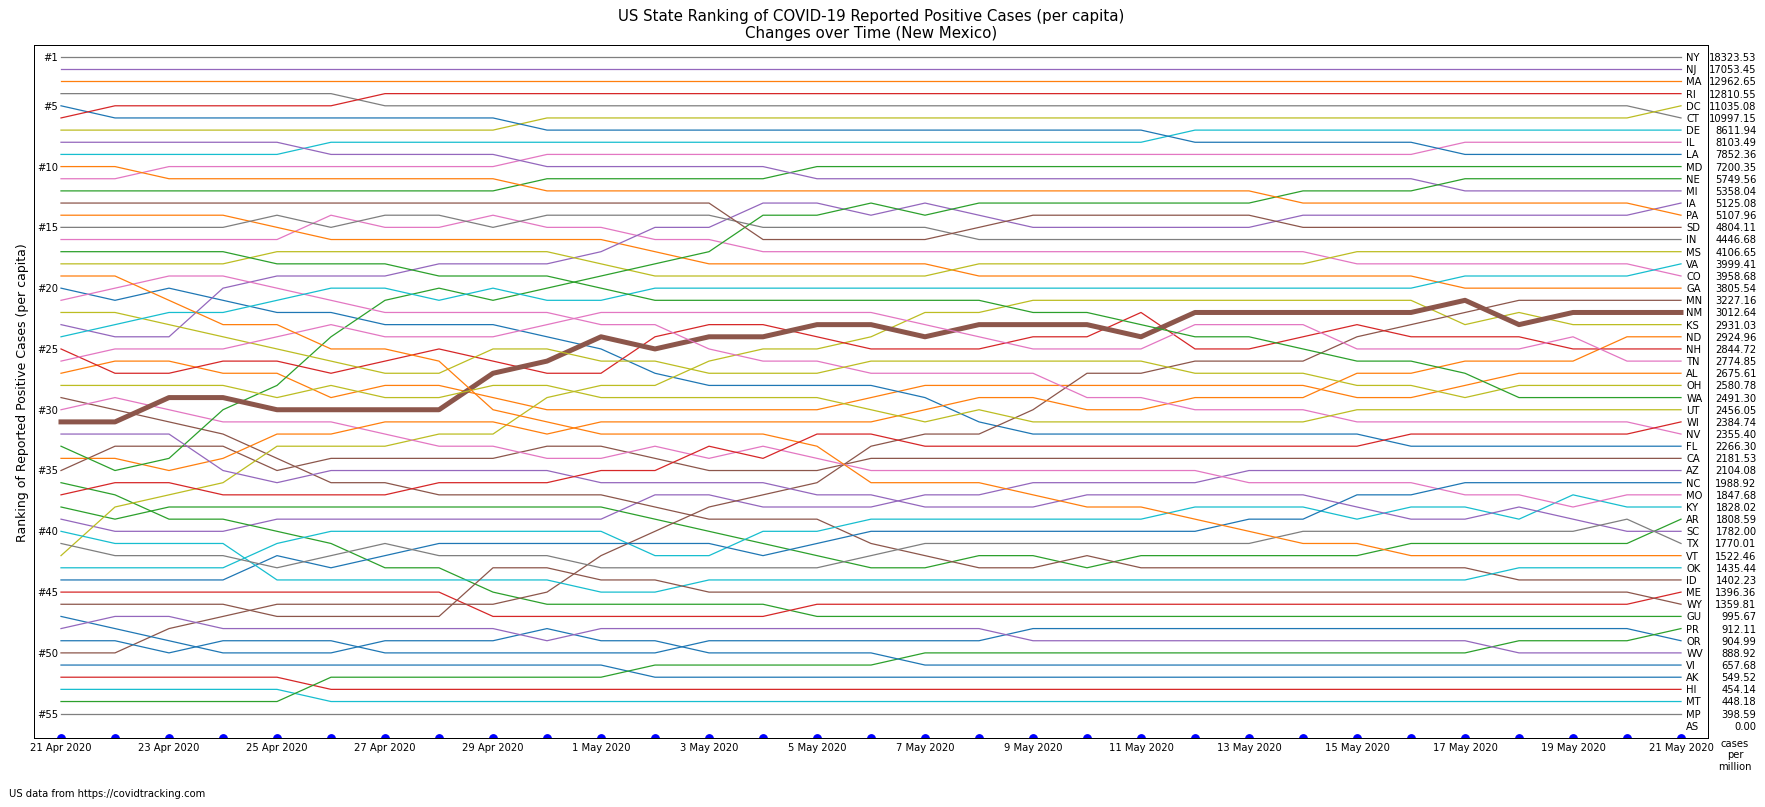 US State Ranking of COVID-19 Reported Positive Cases (per capita)
Changes over Time (New Mexico)
Ranking of Reported Positive Cases (per capita)
#1
#5
#10
#15
#20
#25
#30
#35
#40
#45
#50
#55
NY 18323.53
NJ 17053.45
MA 12962.65
RI 12810.55
DC 11035.08
CT 10997.15
DE 8611.94
IL 8103.49
LA 7852.36
MD 7200.35
NE 5749.56
MI 5358.04
IA 5125.08
PA 5107.96
SD 4804.11
IN 4446.68
MS 4106.65
VA 3999.41
CO 3958.68
GA 3805.54
MN 3227.16
NM 3012.64
KS 2931.03
ND 2924.96
NH 2844.72
TN 2774.85
AL 2675.61
OH 2580.78
WA 2491.30
UT 2456.05
WI 2384.74
NV 2355.40
FL 2266.30
CA 2181.53
AZ 2104.08
NC 1988.92
MO 1847.68
KY 1828.02
AR 1808.59
SC 1782.00
TX 1770.01
VT 1522.46
OK 1435.44
ID 1402.23
ME 1396.36
WY 1359.81
GU 995.67
PR 912.11
OR 904.99
WV 888.92
VI 657.68
AK 549.52
HI 454.14
MT 448.18
MP 398.59
AS 0.00
21 Apr 2020 23 Apr 2020 25 Apr 2020 27 Apr 2020 29 Apr 2020 1 May 2020 3 May 2020 5 May 2020 7 May 2020 9 May 2020 11 May 2020 13 May 2020 15 May 2020 17 May 2020 19 May 2020 21 May 2020
cases
per
million
US data from https://covidtracking.com